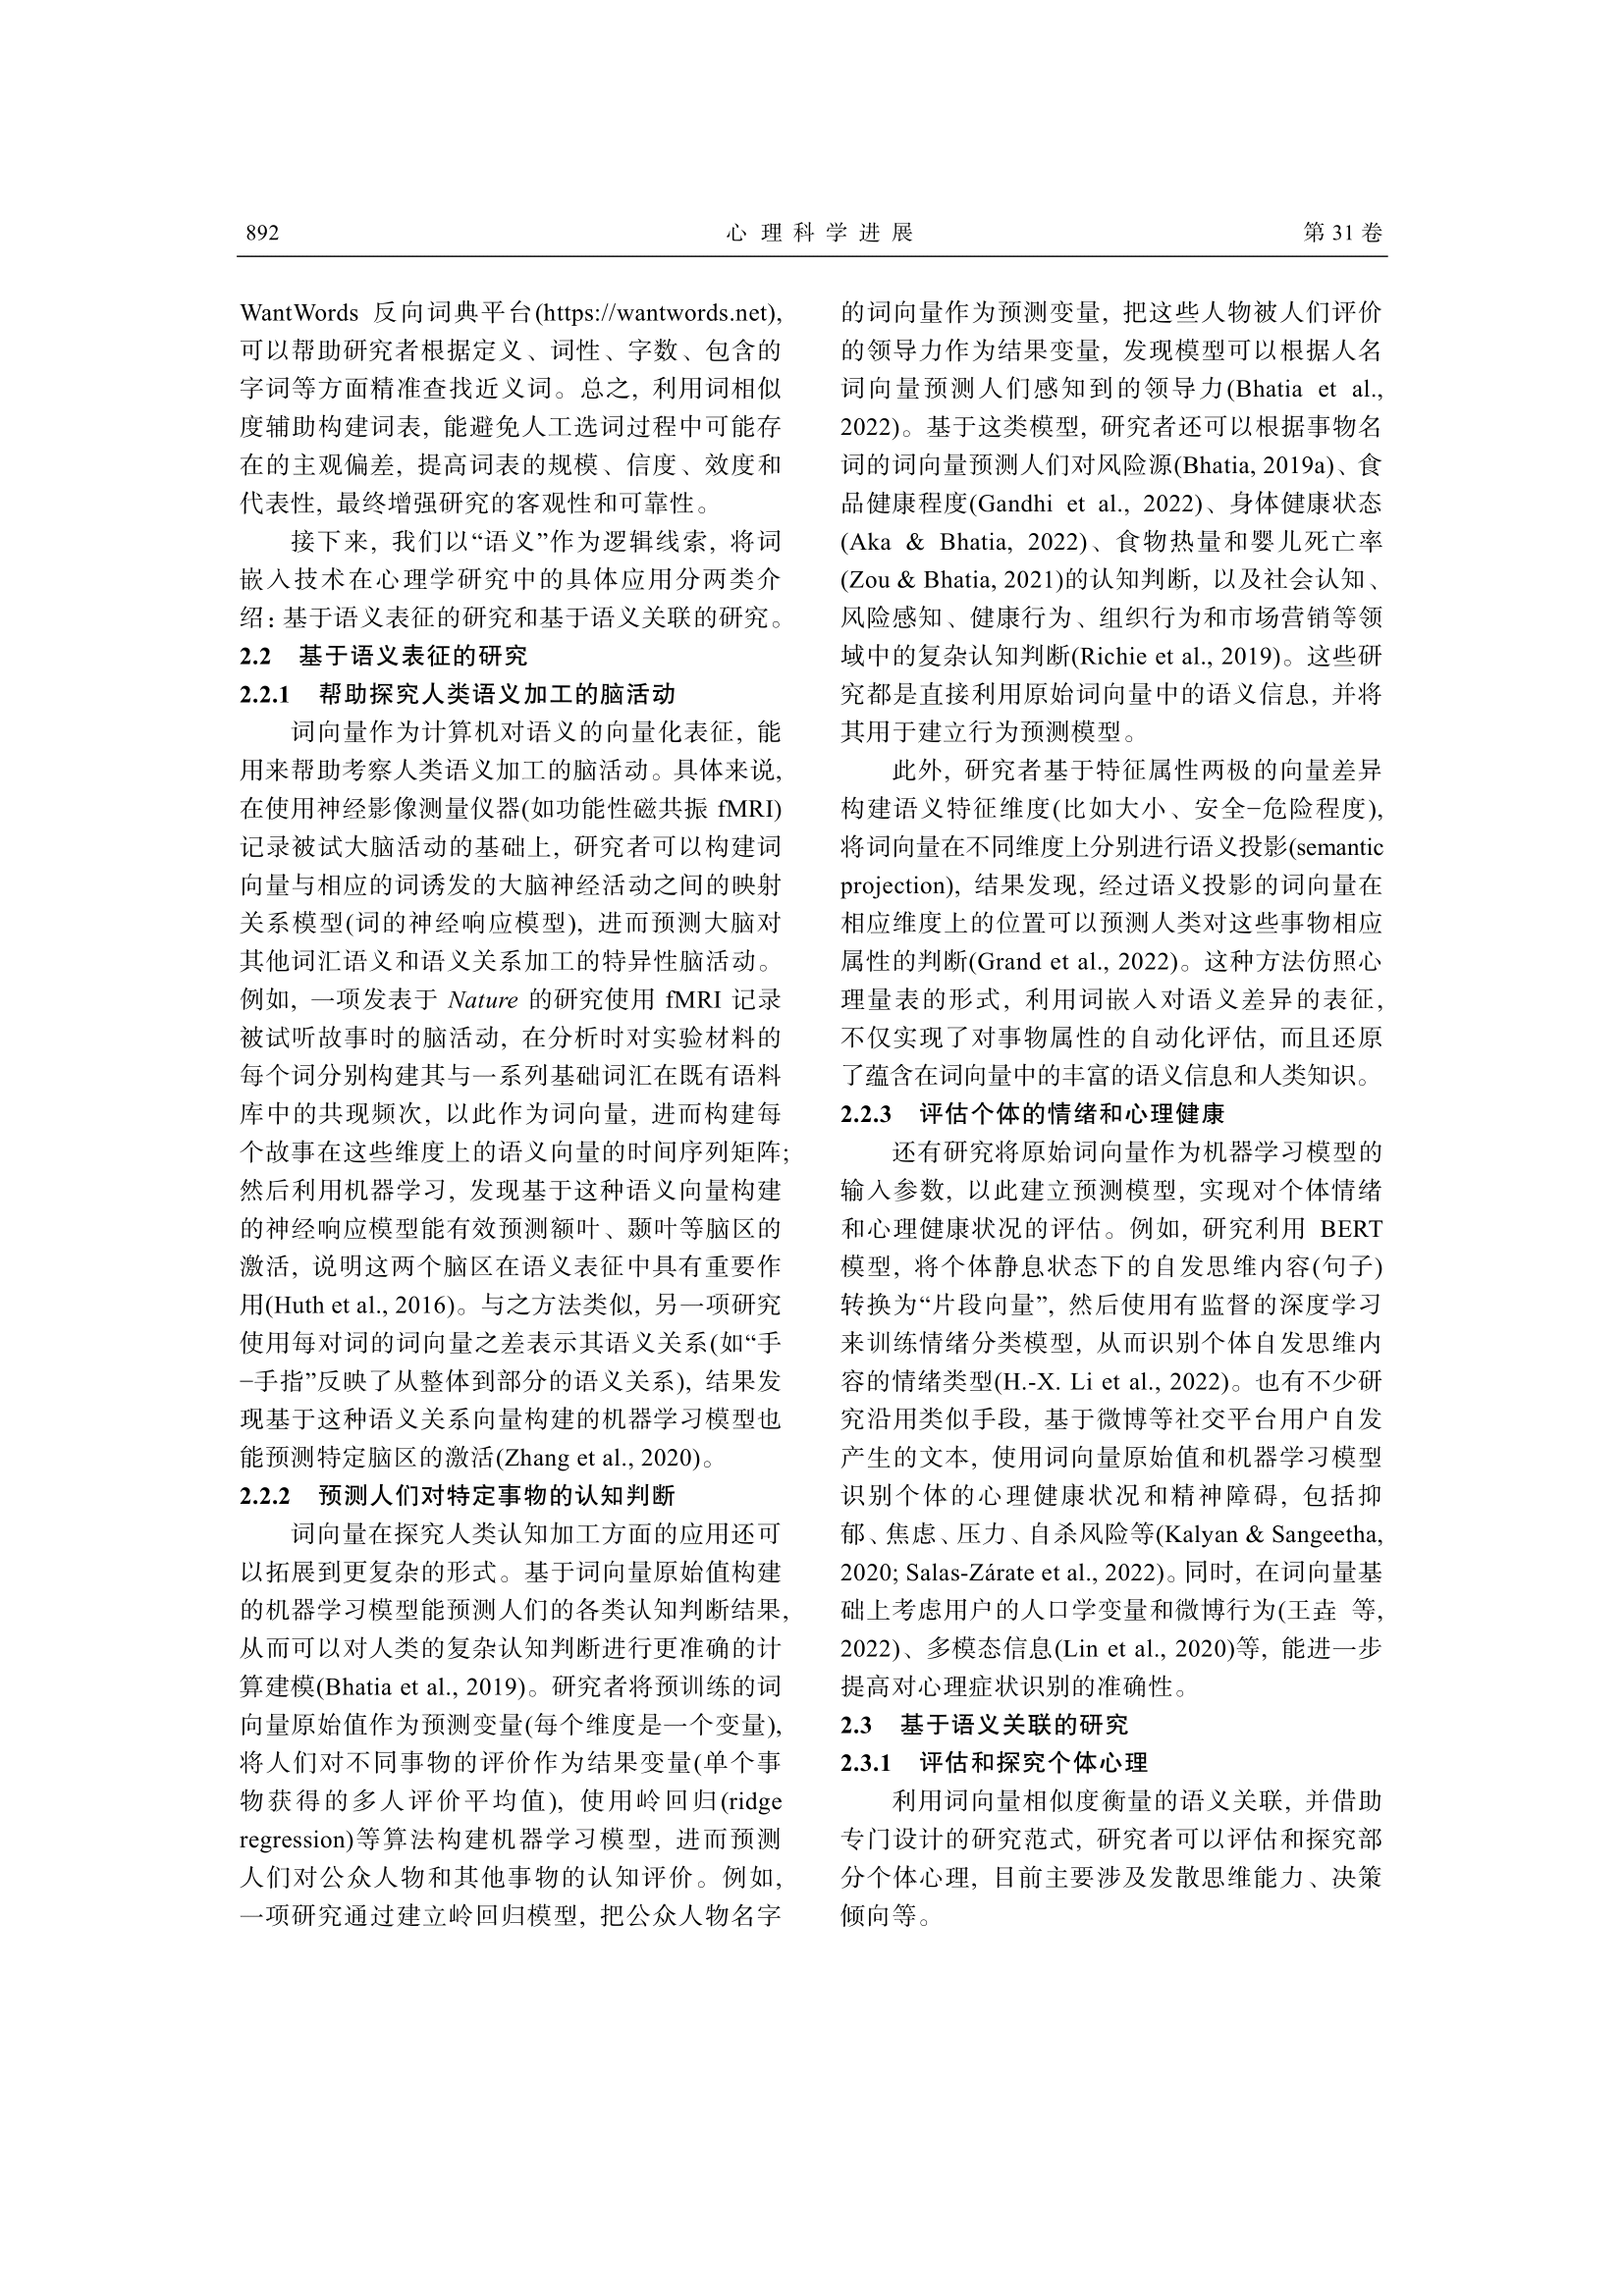 892
心理科学进展
第 31 卷
WantWords 反向词典平台(https://wantwords.net),
可以帮助研究者根据定义、词性、字数、包含的
字词等方面精准查找近义词。总之, 利用词相似
度辅助构建词表, 能避免人工选词过程中可能存
在的主观偏差, 提高词表的规模、信度、效度和
代表性, 最终增强研究的客观性和可靠性。
接下来, 我们以“语义”作为逻辑线索, 将词
嵌入技术在心理学研究中的具体应用分两类介
绍: 基于语义表征的研究和基于语义关联的研究。
2.2 基于语义表征的研究
2.2.1 帮助探究人类语义加工的脑活动
词向量作为计算机对语义的向量化表征, 能
用来帮助考察人类语义加工的脑活动。具体来说,
在使用神经影像测量仪器(如功能性磁共振 fMRI)
记录被试大脑活动的基础上, 研究者可以构建词
向量与相应的词诱发的大脑神经活动之间的映射
关系模型(词的神经响应模型), 进而预测大脑对
其他词汇语义和语义关系加工的特异性脑活动。
例如, 一项发表于 Nature 的研究使用 fMRI 记录
被试听故事时的脑活动, 在分析时对实验材料的
每个词分别构建其与一系列基础词汇在既有语料
库中的共现频次, 以此作为词向量, 进而构建每
个故事在这些维度上的语义向量的时间序列矩阵;
然后利用机器学习, 发现基于这种语义向量构建
的神经响应模型能有效预测额叶、颞叶等脑区的
激活, 说明这两个脑区在语义表征中具有重要作
用(Huth et al., 2016)。与之方法类似, 另一项研究
使用每对词的词向量之差表示其语义关系(如“手
−手指”反映了从整体到部分的语义关系), 结果发
现基于这种语义关系向量构建的机器学习模型也
能预测特定脑区的激活(Zhang et al., 2020)。
2.2.2 预测人们对特定事物的认知判断
词向量在探究人类认知加工方面的应用还可
以拓展到更复杂的形式。基于词向量原始值构建
的机器学习模型能预测人们的各类认知判断结果,
从而可以对人类的复杂认知判断进行更准确的计
算建模(Bhatia et al., 2019)。研究者将预训练的词
向量原始值作为预测变量(每个维度是一个变量),
将人们对不同事物的评价作为结果变量(单个事
物获得的多人评价平均值), 使用岭回归(ridge
regression)等算法构建机器学习模型, 进而预测
人们对公众人物和其他事物的认知评价。例如,
一项研究通过建立岭回归模型, 把公众人物名字
的词向量作为预测变量, 把这些人物被人们评价
的领导力作为结果变量, 发现模型可以根据人名
词向量预测人们感知到的领导力(Bhatia et al.,
2022)。基于这类模型, 研究者还可以根据事物名
词的词向量预测人们对风险源(Bhatia, 2019a)、食
品健康程度(Gandhi et al., 2022)、身体健康状态
(Aka & Bhatia, 2022)、食物热量和婴儿死亡率
(Zou & Bhatia, 2021)的认知判断, 以及社会认知、
风险感知、健康行为、组织行为和市场营销等领
域中的复杂认知判断(Richie et al., 2019)。这些研
究都是直接利用原始词向量中的语义信息, 并将
其用于建立行为预测模型。
此外, 研究者基于特征属性两极的向量差异
构建语义特征维度(比如大小、安全−危险程度),
将词向量在不同维度上分别进行语义投影(semantic
projection), 结果发现, 经过语义投影的词向量在
相应维度上的位置可以预测人类对这些事物相应
属性的判断(Grand et al., 2022)。这种方法仿照心
理量表的形式, 利用词嵌入对语义差异的表征,
不仅实现了对事物属性的自动化评估, 而且还原
了蕴含在词向量中的丰富的语义信息和人类知识。
2.2.3 评估个体的情绪和心理健康
还有研究将原始词向量作为机器学习模型的
输入参数, 以此建立预测模型, 实现对个体情绪
和心理健康状况的评估。例如, 研究利用 BERT
模型, 将个体静息状态下的自发思维内容(句子)
转换为“片段向量”, 然后使用有监督的深度学习
来训练情绪分类模型, 从而识别个体自发思维内
容的情绪类型(H.-X. Li et al., 2022)。也有不少研
究沿用类似手段, 基于微博等社交平台用户自发
产生的文本, 使用词向量原始值和机器学习模型
识别个体的心理健康状况和精神障碍, 包括抑
郁、焦虑、压力、自杀风险等(Kalyan & Sangeetha,
2020; Salas-Zárate et al., 2022)。同时, 在词向量基
础上考虑用户的人口学变量和微博行为(王垚 等,
2022)、多模态信息(Lin et al., 2020)等, 能进一步
提高对心理症状识别的准确性。
2.3 基于语义关联的研究
2.3.1 评估和探究个体心理
利用词向量相似度衡量的语义关联, 并借助
专门设计的研究范式, 研究者可以评估和探究部
分个体心理, 目前主要涉及发散思维能力、决策
倾向等。